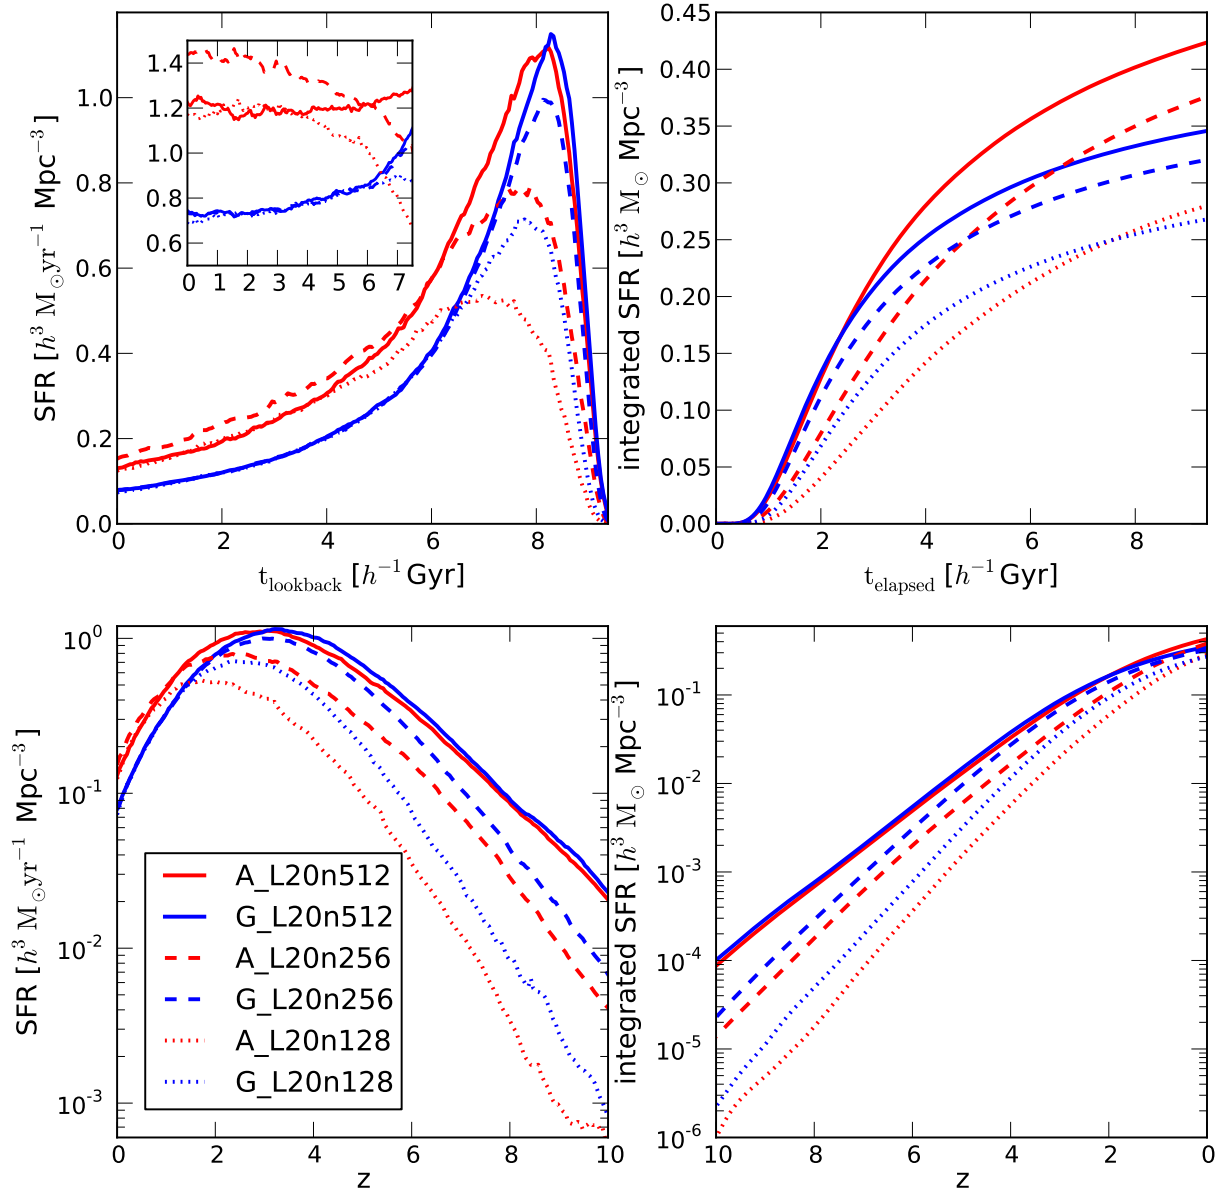 SFR [h³ M☉yr⁻¹ Mpc⁻³]
1.0
0.8
0.6
0.4
0.2
0.0
1.4
1.2
1.0
0.8
0.6
0 1 2 3 4 5 6 7
0 2 4 6 8
t_lookback [h⁻¹ Gyr]
integrated SFR [h³ M☉ Mpc⁻³]
0.45
0.40
0.35
0.30
0.25
0.20
0.15
0.10
0.05
0.00
0 2 4 6 8
t_elapsed [h⁻¹ Gyr]
SFR [h³ M☉yr⁻¹ Mpc⁻³]
10⁰
10⁻¹
10⁻²
10⁻³
A_L20n512
G_L20n512
A_L20n256
G_L20n256
A_L20n128
G_L20n128
0 2 4 6 8 10
z
integrated SFR [h³ M☉ Mpc⁻³]
10⁻¹
10⁻²
10⁻³
10⁻⁴
10⁻⁵
10⁻⁶
10 8 6 4 2 0
z